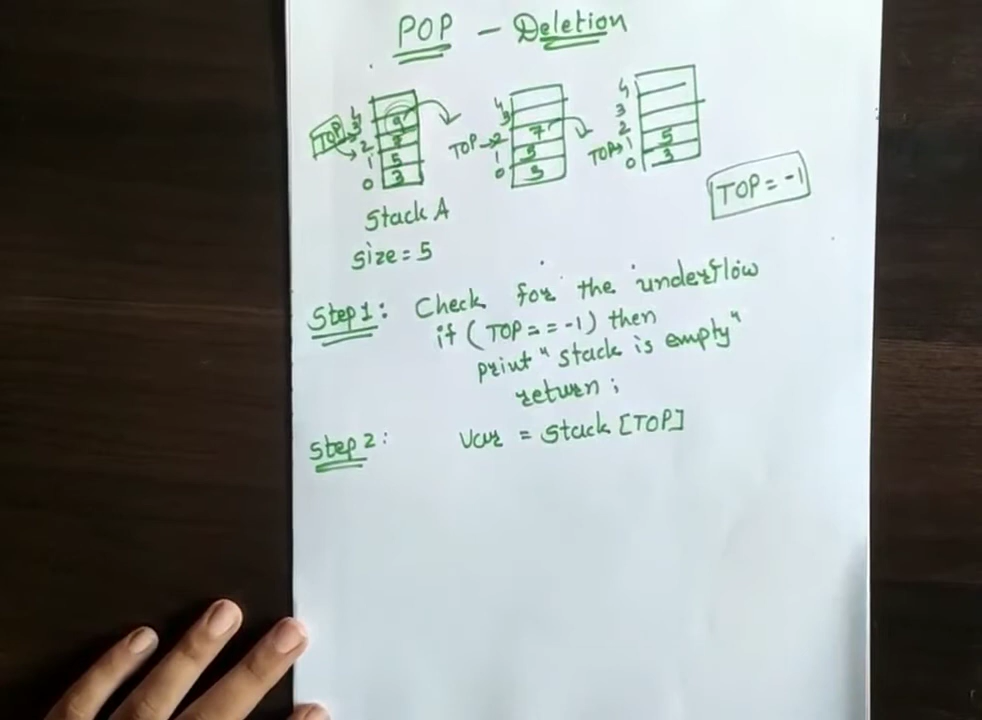 POP - Deletion
4
3
2
1
0
TOP
9
7
5
3
4
3
2
1
0
TOP
7
5
3
4
3
2
1
0
TOP
5
3
TOP = -1
Stack A
size = 5
Step 1: Check for the underflow
if (TOP == -1) then
print "stack is empty"
return;
Step 2: Var = stack [TOP]